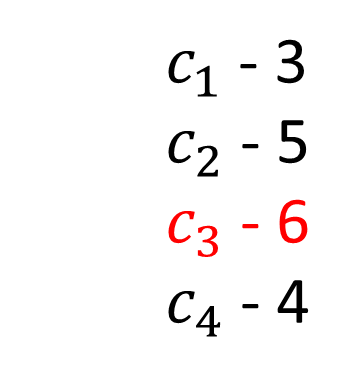 c₁ - 3
c₂ - 5
c₃ - 6
c₄ - 4